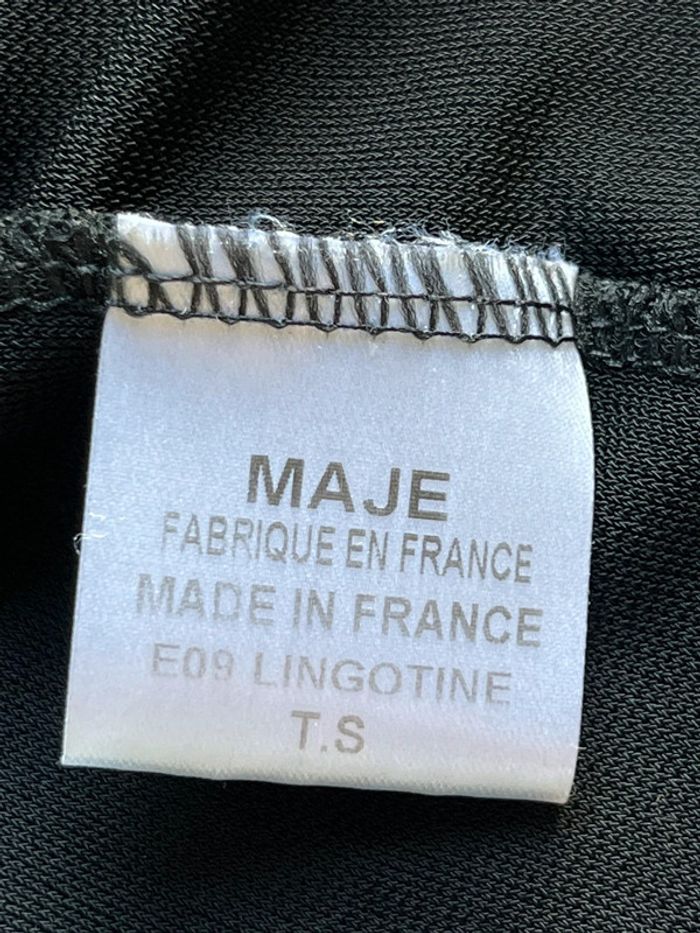 MAJE
FABRIQUE EN FRANCE
MADE IN FRANCE
E09 LINGOTINE
T.S